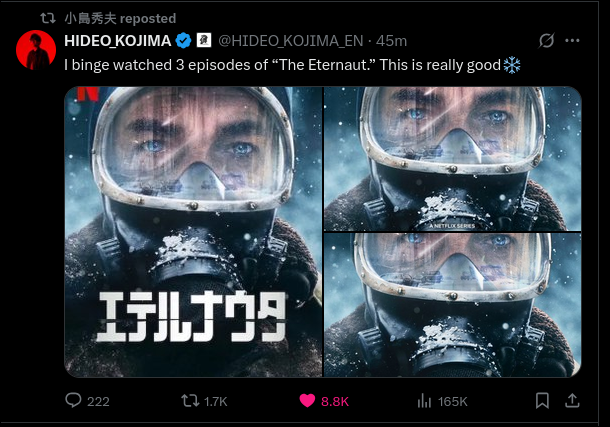 小島秀夫 reposted
HIDEO_KOJIMA @HIDEO_KOJIMA_EN · 45m
I binge watched 3 episodes of “The Eternaut.” This is really good❄️
N
A NETFLIX SERIES
エテルナウタ
222 1.7K 8.8K 165K